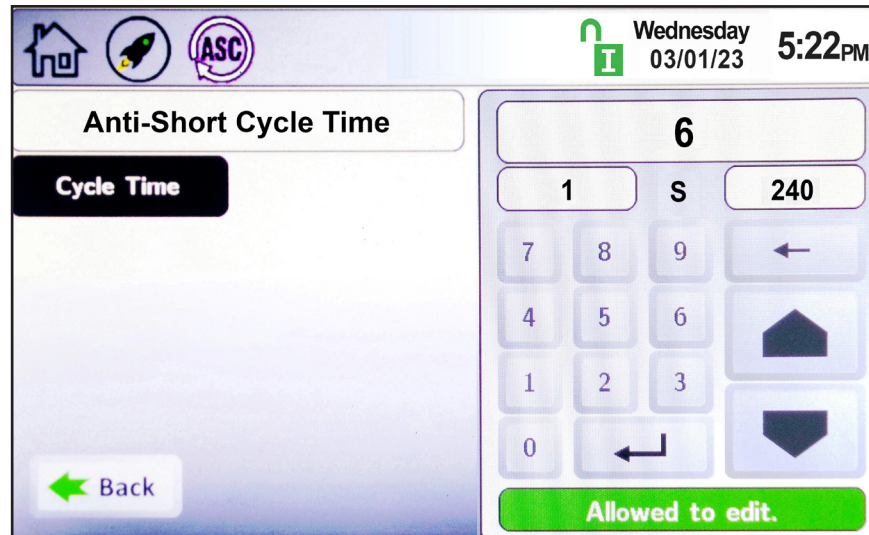 ASC
Wednesday
03/01/23
5:22PM
Anti-Short Cycle Time
Cycle Time
Back
6
1 S 240
7 8 9
4 5 6
1 2 3
0
Allowed to edit.